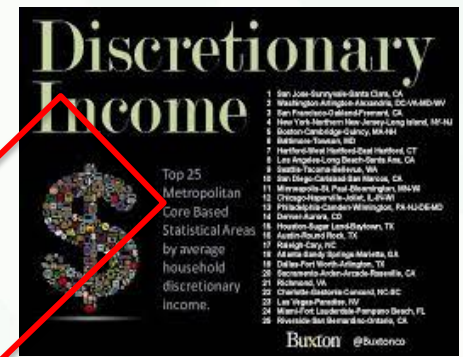 Discretionary
Income
Top 25
Metropolitan
Core Based
Statistical Areas
by average
household
discretionary
income.
1 San Jose-Sunnyvale-Santa Clara, CA
2 Washington-Arlington-Alexandria, DC-VA-MD-WV
3 San Francisco-Oakland-Fremont, CA
4 New York-Northern New Jersey-Long Island, NY-NJ
5 Boston-Cambridge-Quincy, MA-NH
6 Baltimore-Towson, MD
7 Hartford-West Hartford-East Hartford, CT
8 Los Angeles-Long Beach-Santa Ana, CA
9 Seattle-Tacoma-Bellevue, WA
10 San Diego-Carlsbad-San Marcos, CA
11 Minneapolis-St. Paul-Bloomington, MN-WI
12 Chicago-Naperville-Joliet, IL-IN-WI
13 Philadelphia-Camden-Wilmington, PA-NJ-DE-MD
14 Denver-Aurora, CO
15 Houston-Sugar Land-Baytown, TX
16 Austin-Round Rock, TX
17 Raleigh-Cary, NC
18 Atlanta-Sandy Springs-Marietta, GA
19 Dallas-Fort Worth-Arlington, TX
20 Sacramento-Arden-Arcade-Roseville, CA
21 Richmond, VA
22 Charlotte-Gastonia-Concord, NC-SC
23 Las Vegas-Paradise, NV
24 Miami-Fort Lauderdale-Pompano Beach, FL
25 Riverside-San Bernardino-Ontario, CA
Buxton @Buxtonco